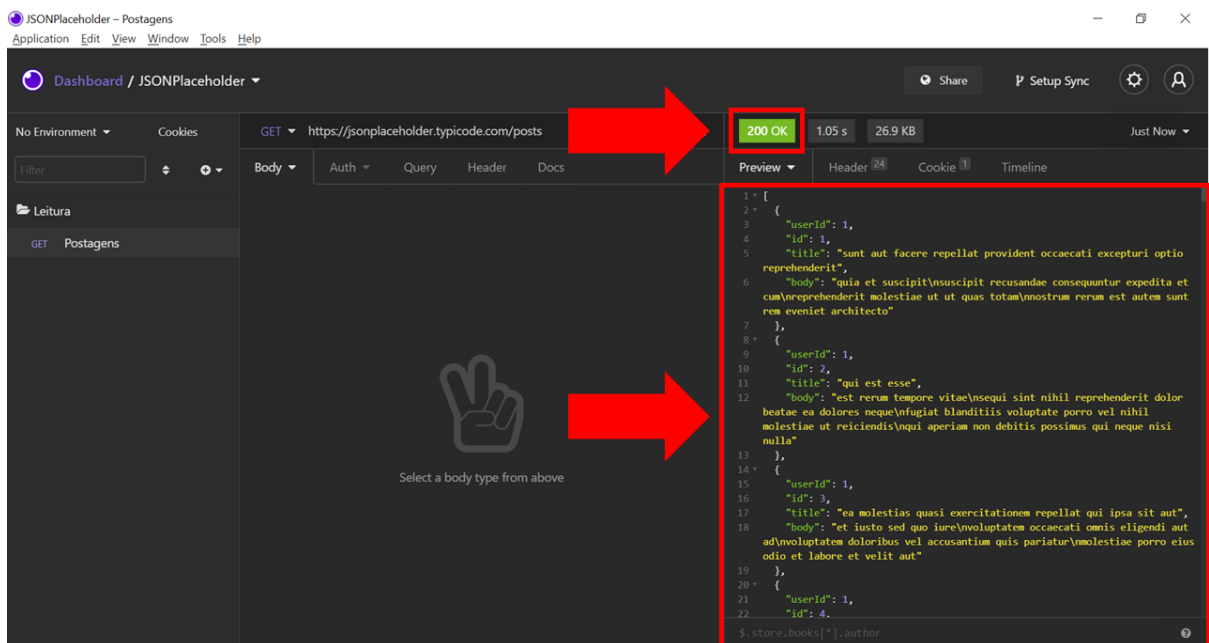 JSONPlaceholder – Postagens
Application Edit View Window Tools Help
Dashboard / JSONPlaceholder
Share
Setup Sync
No Environment
Cookies
GET
https://jsonplaceholder.typicode.com/posts
200 OK
1.05 s
26.9 KB
Just Now
Filter
Body
Auth
Query
Header
Docs
Preview
Header 24
Cookie 1
Timeline
Leitura
GET Postagens
Select a body type from above
1 [
2 {
3 "userId": 1,
4 "id": 1,
5 "title": "sunt aut facere repellat provident occaecati excepturi optio
reprehenderit",
6 "body": "quia et suscipit\nsuscipit recusandae consequuntur expedita et
cum\nreprehenderit molestiae ut ut quas totam\nnostrum rerum est autem sunt
rem eveniet architecto"
7 },
8 {
9 "userId": 1,
10 "id": 2,
11 "title": "qui est esse",
12 "body": "est rerum tempore vitae\nsequi sint nihil reprehenderit dolor
beatae ea dolores neque\nfugiat blanditiis voluptate porro vel nihil
molestiae ut reiciendis\nqui aperiam non debitis possimus qui neque nisi
nulla"
13 },
14 {
15 "userId": 1,
16 "id": 3,
17 "title": "ea molestias quasi exercitationem repellat qui ipsa sit aut",
18 "body": "et iusto sed quo iure\nvoluptatem occaecati omnis eligendi aut
ad\nvoluptatem doloribus vel accusantium quis pariatur\nmolestiae porro eius
odio et labore et velit aut"
19 },
20 {
21 "userId": 1,
22 "id": 4,
$.store.books[*].author